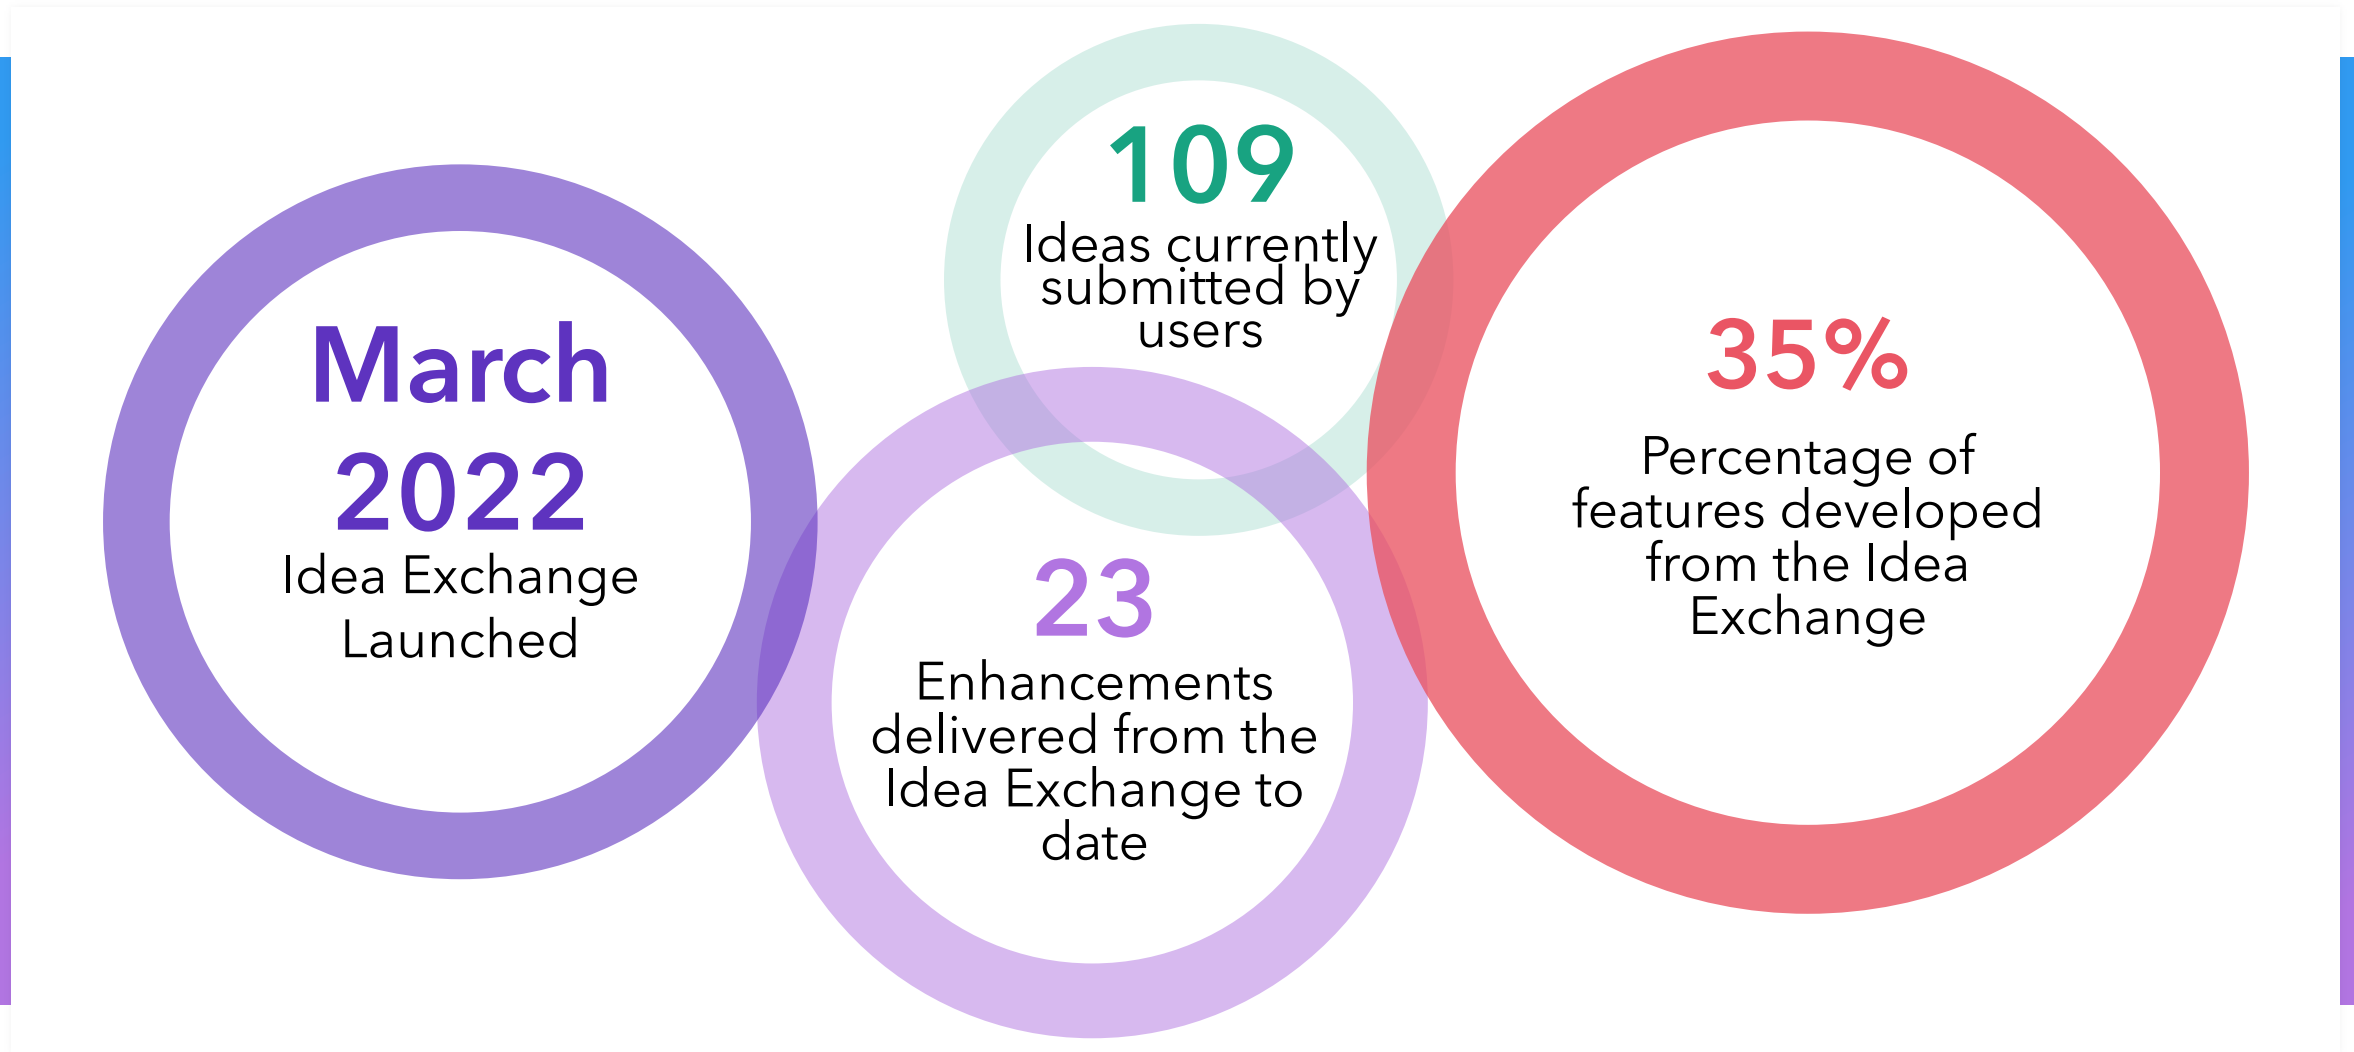 March
2022
Idea Exchange
Launched
109
Ideas currently
submitted by
users
23
Enhancements
delivered from the
Idea Exchange to
date
35%
Percentage of
features developed
from the Idea
Exchange